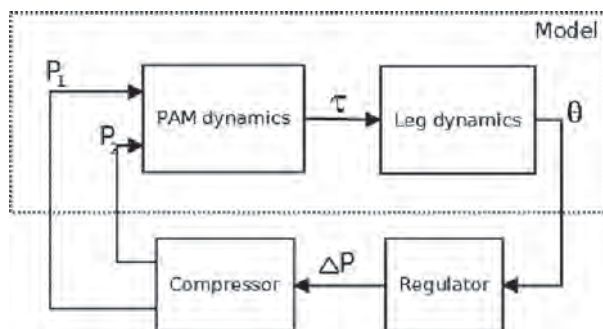 Model
P₁
PAM dynamics
τ
Leg dynamics
θ
P₂
Compressor
ΔP
Regulator